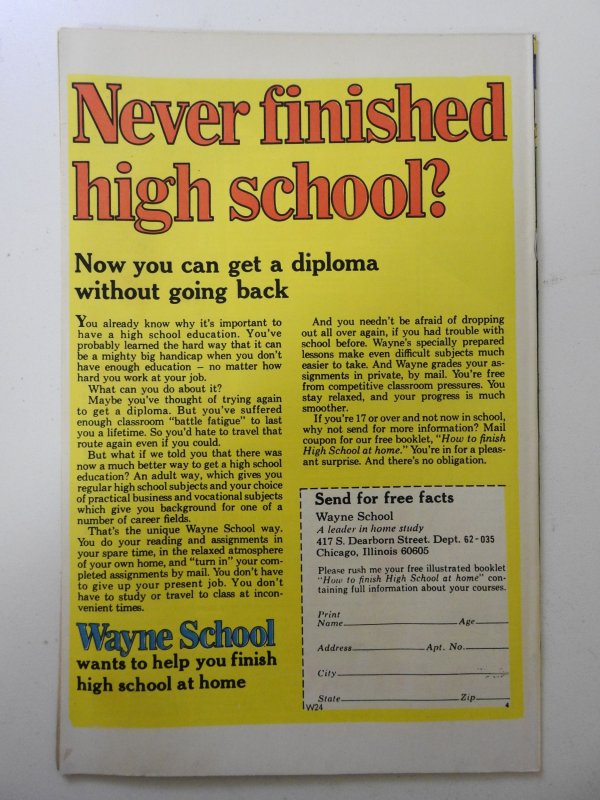 Never finished
high school?
Now you can get a diploma
without going back
You already know why it's important to
have a high school education. You've
probably learned the hard way that it can
be a mighty big handicap when you don't
have enough education — no matter how
hard you work at your job.
What can you do about it?
Maybe you've thought of trying again
to get a diploma. But you've suffered
enough classroom "battle fatigue" to last
you a lifetime. So you'd hate to travel that
route again even if you could.
But what if we told you that there was
now a much better way to get a high school
education? An adult way, which gives you
regular high school subjects and your choice
of practical business and vocational subjects
which give you background for one of a
number of career fields.
That's the unique Wayne School way.
You do your reading and assignments in
your spare time, in the relaxed atmosphere
of your own home, and "turn in" your com-
pleted assignments by mail. You don't have
to give up your present job. You don't
have to study or travel to class at incon-
venient times.
Wayne School
wants to help you finish
high school at home
And you needn't be afraid of dropping
out all over again, if you had trouble with
school before. Wayne's specially prepared
lessons make even difficult subjects much
easier to take. And Wayne grades your as-
signments in private, by mail. You're free
from competitive classroom pressures. You
stay relaxed, and your progress is much
smoother.
If you're 17 or over and not now in school,
why not send for more information? Mail
coupon for our free booklet, "How to finish
High School at home." You're in for a pleas-
ant surprise. And there's no obligation.
Send for free facts
Wayne School
A leader in home study
417 S. Dearborn Street. Dept. 62-035
Chicago, Illinois 60605
Please rush me your free illustrated booklet
"How to finish High School at home" con-
taining full information about your courses.
Print
Name Age
Address Apt. No.
City
State Zip
W24 4